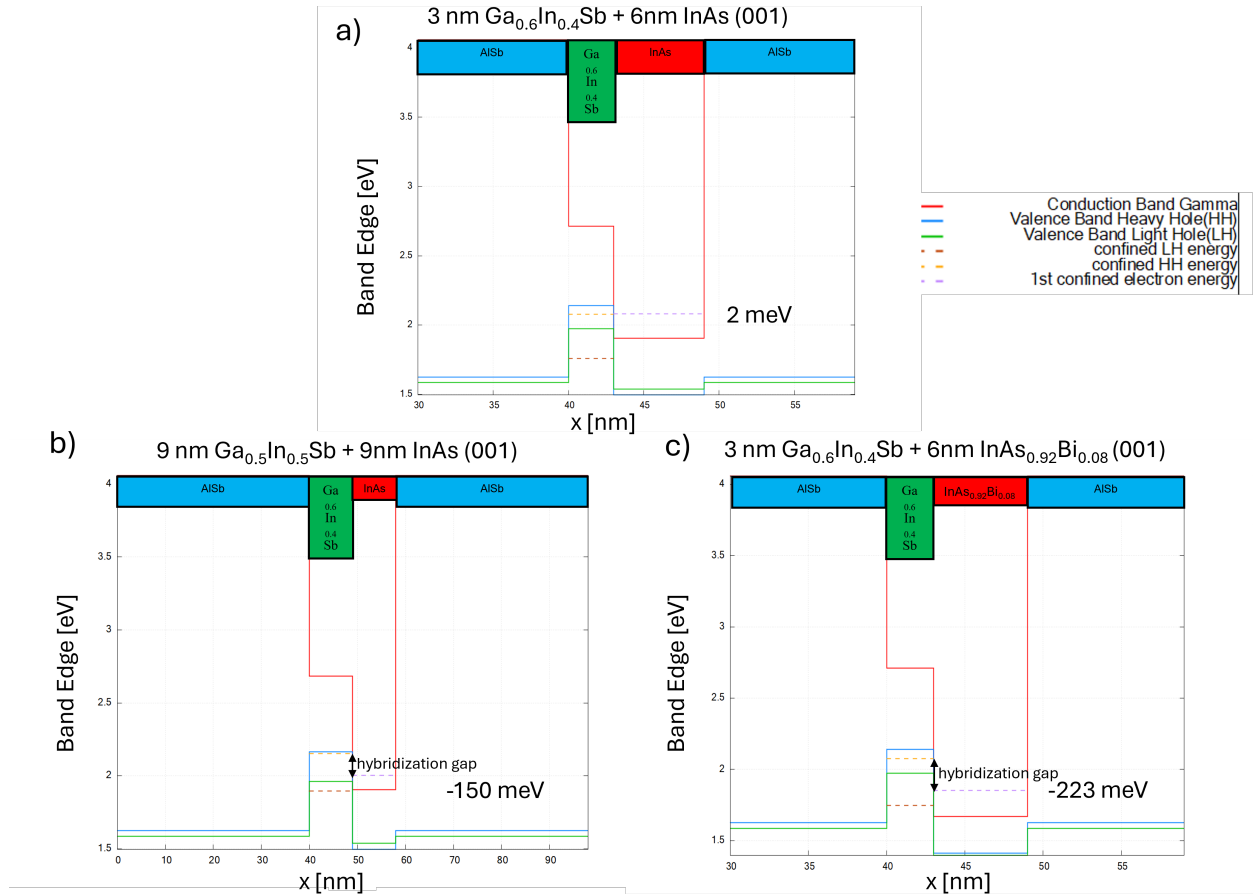 a)
3 nm Ga0.6In0.4Sb + 6nm InAs (001)
AlSb
Ga
0.6
In
0.4
Sb
InAs
AlSb
4
3.5
3
2.5
2
1.5
Band Edge [eV]
2 meV
30
35
40
45
50
55
x [nm]
Conduction Band Gamma
Valence Band Heavy Hole(HH)
Valence Band Light Hole(LH)
confined LH energy
confined HH energy
1st confined electron energy
b)
9 nm Ga0.5In0.5Sb + 9nm InAs (001)
AlSb
Ga
0.6
In
0.4
Sb
InAs
AlSb
4
3.5
3
2.5
2
1.5
Band Edge [eV]
hybridization gap
-150 meV
0
10
20
30
40
50
60
70
80
90
x [nm]
c)
3 nm Ga0.6In0.4Sb + 6nm InAs0.92Bi0.08 (001)
AlSb
Ga
0.6
In
0.4
Sb
InAs0.92Bi0.08
AlSb
4
3.5
3
2.5
2
1.5
Band Edge [eV]
hybridization gap
-223 meV
30
35
40
45
50
55
x [nm]